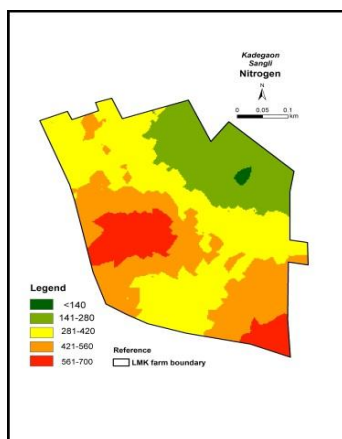 Kadegaon
Sangli
Nitrogen
0 0.05 0.1
km
Legend
<140
141-280
281-420
421-560
561-700
Reference
LMK farm boundary